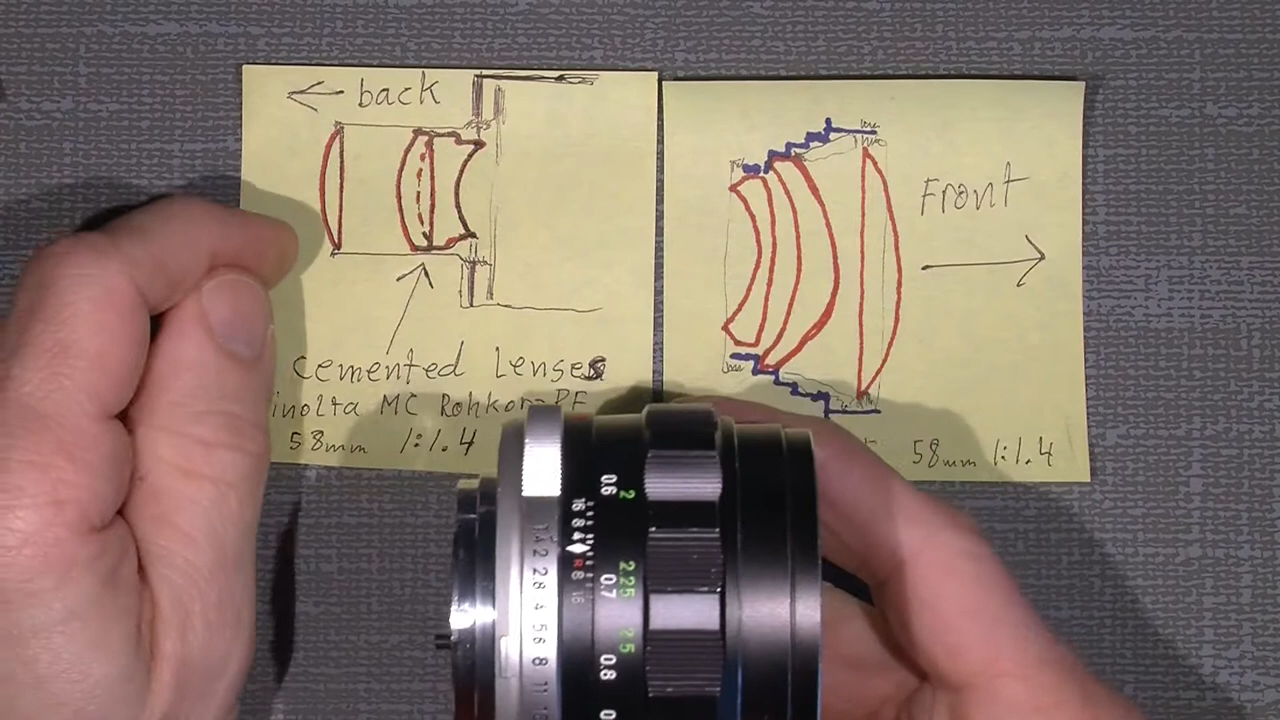 ← back
Cemented Lenses
inolta MC Rohkor-PF
58mm 1:1.4
Front
58mm 1:1.4
0.6 2
2.25
0.7
2.5
0.8
16 8 4
R 8 16
1.4 2 2.8 4 5.6 8 11